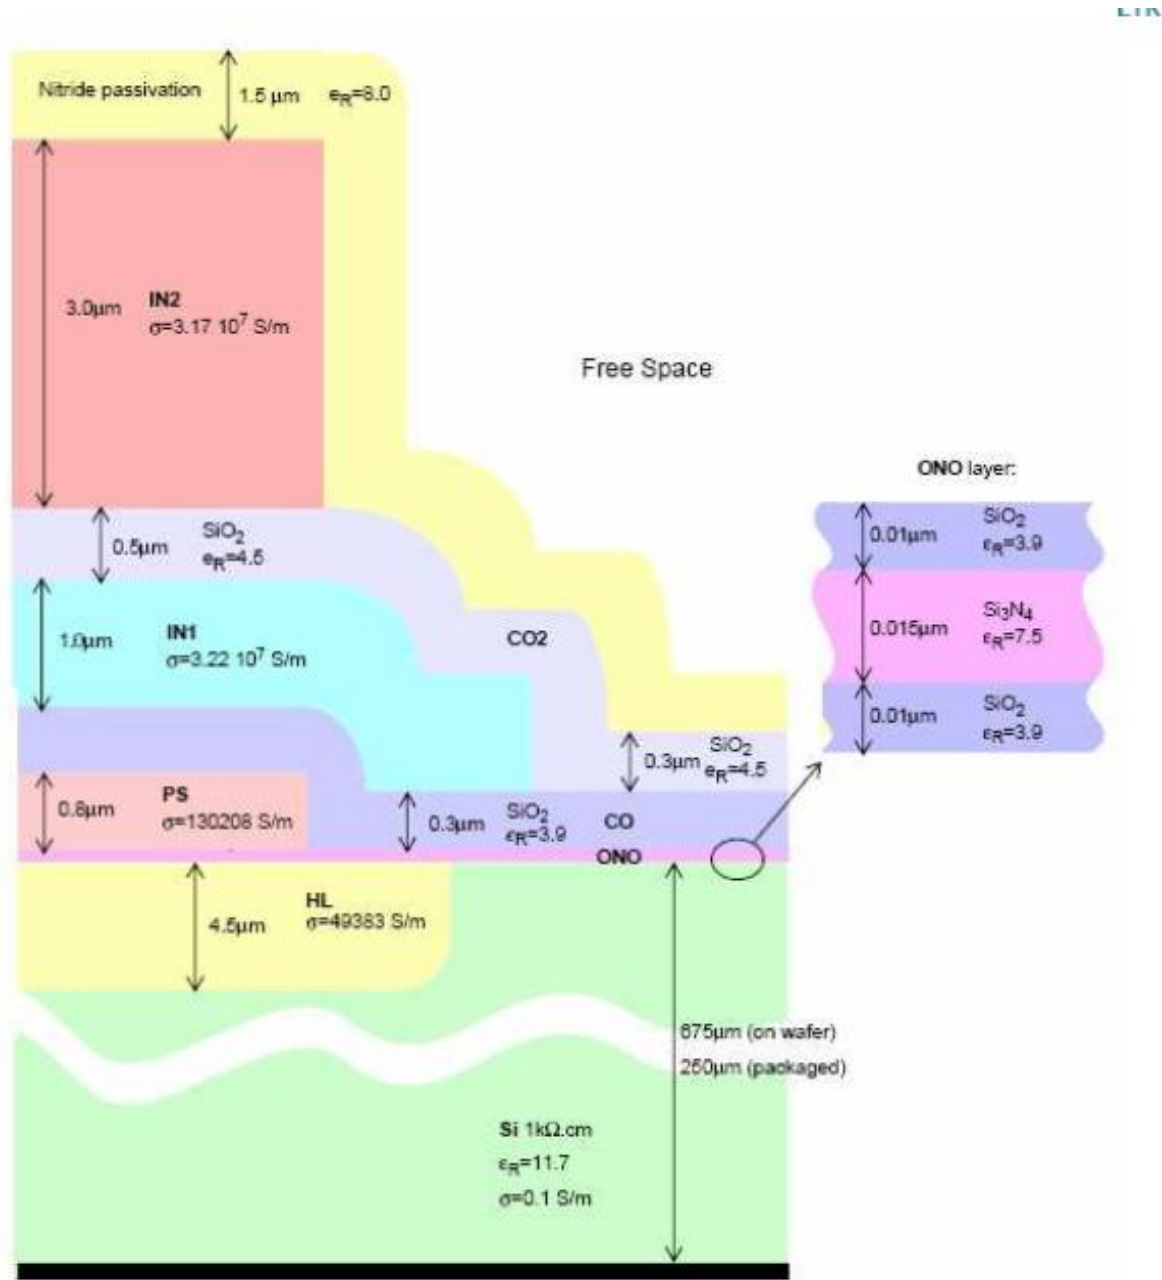 Nitride passivation
1.5 μm
eR=8.0
3.0μm
IN2
σ=3.17 10⁷ S/m
Free Space
ONO layer:
0.01μm
SiO₂
εR=3.9
0.015μm
Si₃N₄
εR=7.5
0.01μm
SiO₂
εR=3.9
0.5μm
SiO₂
eR=4.5
1.0μm
IN1
σ=3.22 10⁷ S/m
CO2
0.3μm
SiO₂
eR=4.5
0.8μm
PS
σ=130208 S/m
0.3μm
SiO₂
εR=3.9
CO
ONO
4.5μm
HL
σ=49383 S/m
675μm (on wafer)
250μm (packaged)
Si 1kΩ.cm
εR=11.7
σ=0.1 S/m